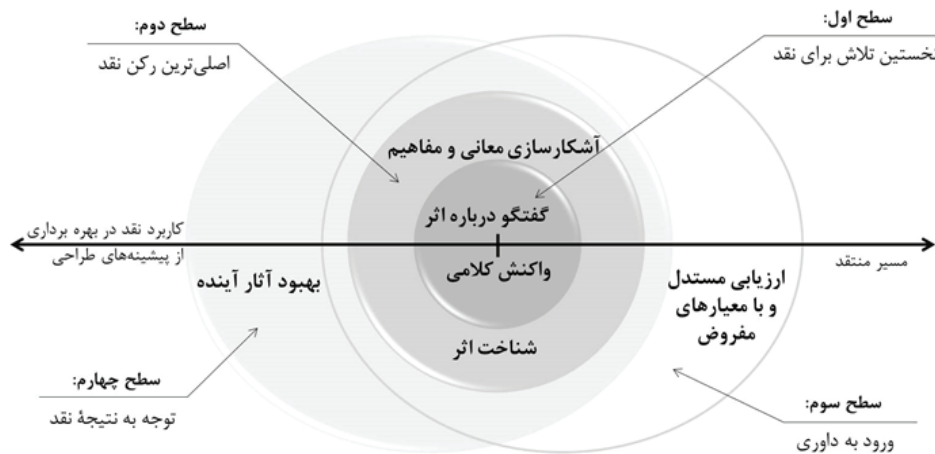 سطح اول:
نخستین تلاش برای نقد
سطح دوم:
اصلی‌ترین رکن نقد
آشکارسازی معانی و مفاهیم
گفتگو درباره اثر
واکنش کلامی
شناخت اثر
مسیر منتقد
کاربرد نقد در بهره برداری
از پیشینه‌های طراحی
ارزیابی مستدل
و با معیارهای
مفروض
بهبود آثار آینده
سطح سوم:
ورود به داوری
سطح چهارم:
توجه به نتیجهٔ نقد